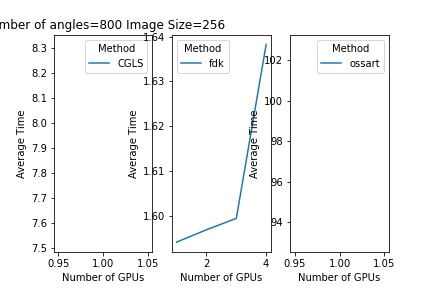 mber of angles=800 Image Size=256
8.3
8.2
8.1
8.0
7.9
7.8
7.7
7.6
7.5
Average Time
Method
CGLS
0.95 1.00 1.05
Number of GPUs
1.64
1.63
1.62
1.61
1.60
Average Time
Method
fdk
2 4
Number of GPUs
102
100
98
96
94
Average Time
Method
ossart
0.95 1.00 1.05
Number of GPUs